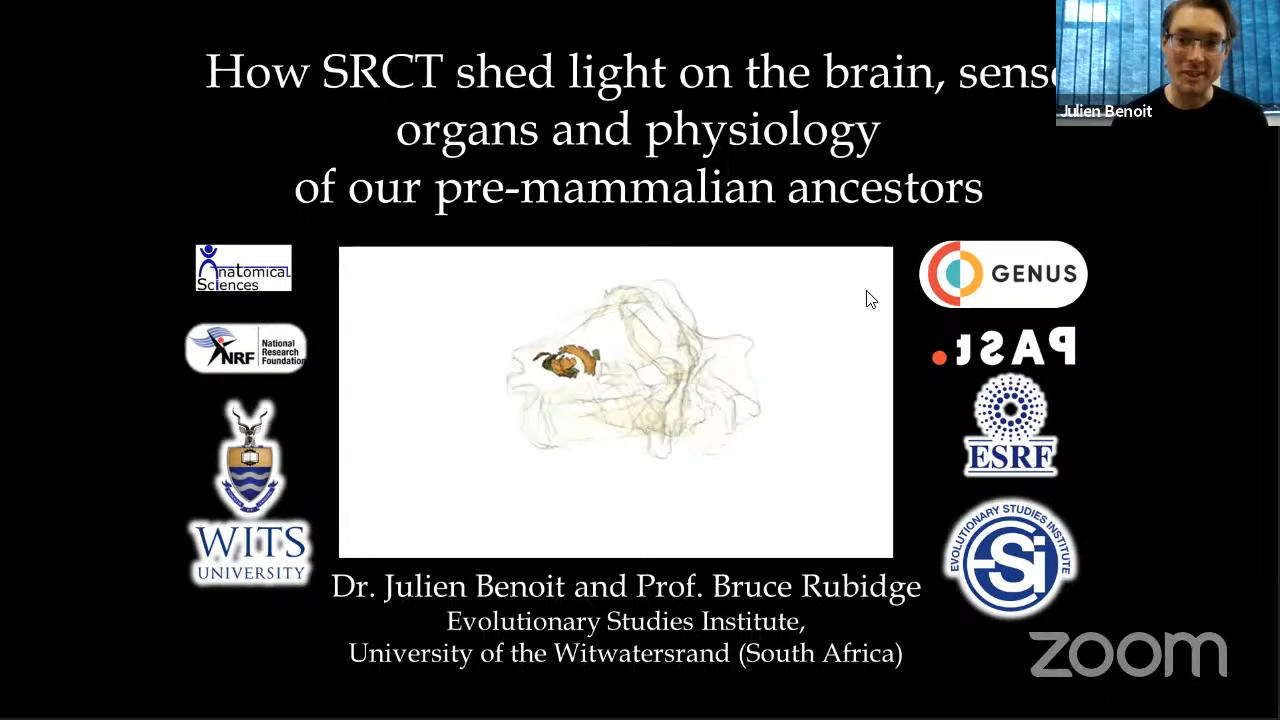 How SRCT shed light on the brain, sense
organs and physiology
of our pre-mammalian ancestors
Julien Benoit
Anatomical
Sciences
NRF
National
Research
Foundation
WITS
UNIVERSITY
GENUS
PAST
ESRF
EVOLUTIONARY STUDIES INSTITUTE
ESi
Dr. Julien Benoit and Prof. Bruce Rubidge
Evolutionary Studies Institute,
University of the Witwatersrand (South Africa)
zoom